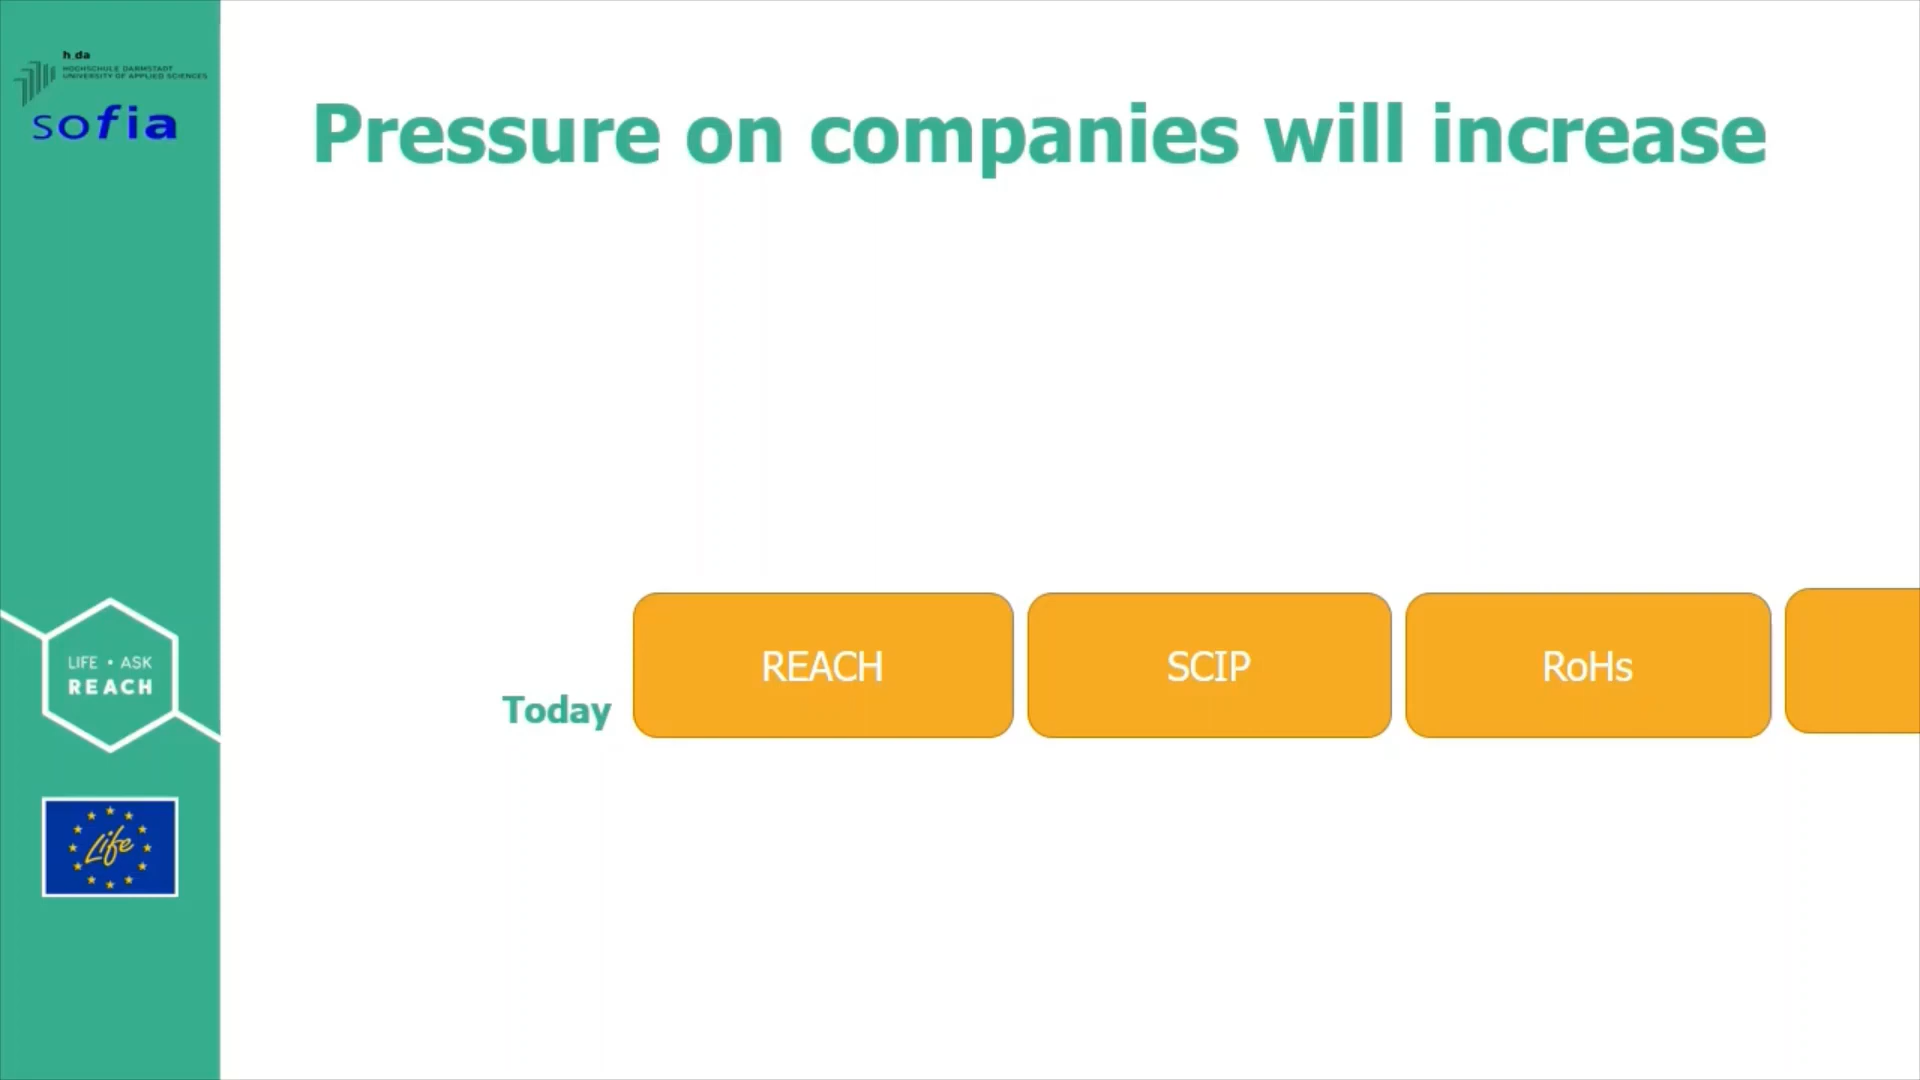 h_da
HOCHSCHULE DARMSTADT
UNIVERSITY OF APPLIED SCIENCES
sofia
Pressure on companies will increase
REACH
SCIP
RoHs
Today
LIFE • ASK
REACH
Life